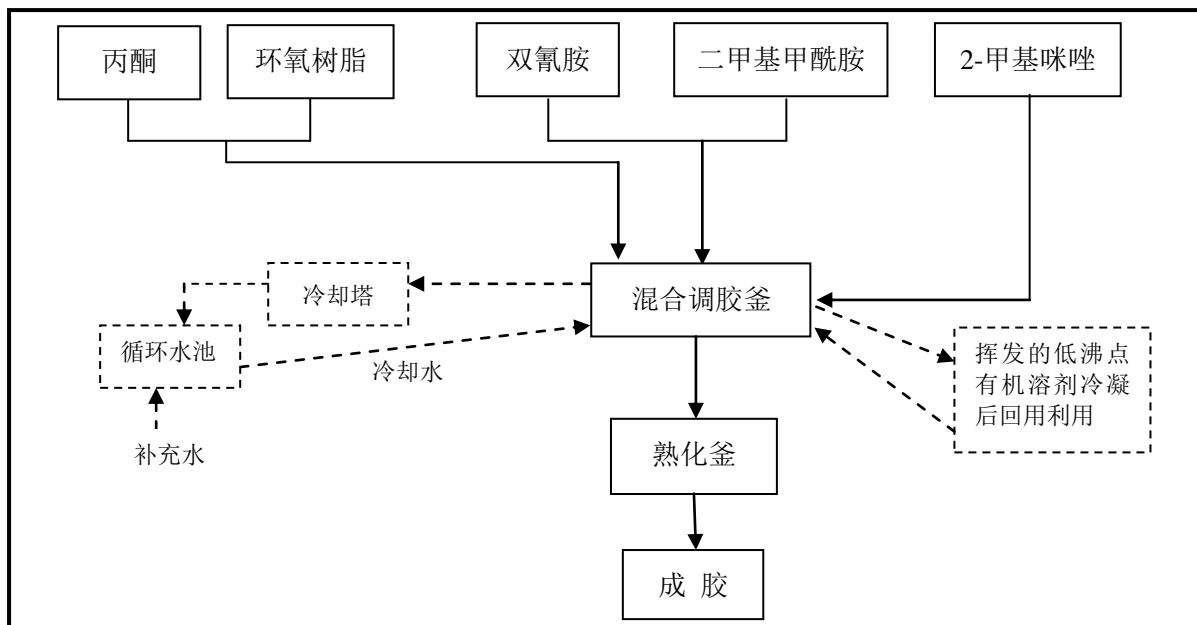 丙酮
环氧树脂
双氰胺
二甲基甲酰胺
2-甲基咪唑
冷却塔
混合调胶釜
循环水池
冷却水
挥发的低沸点
有机溶剂冷凝
后回用利用
补充水
熟化釜
成 胶